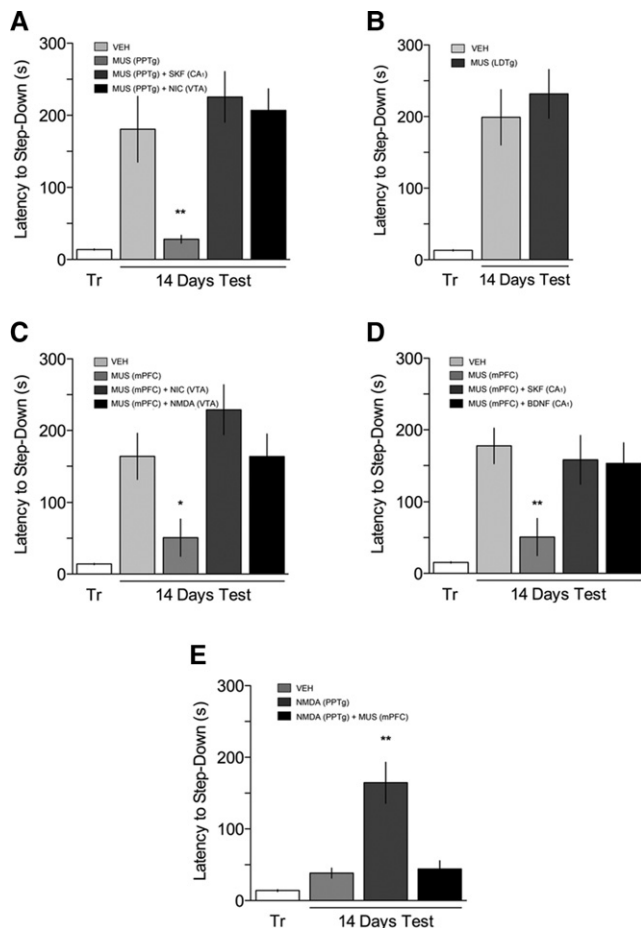 A
Latency to Step-Down (s)
300
200
100
0
VEH
MUS (PPTg)
MUS (PPTg) + SKF (CA1)
MUS (PPTg) + NIC (VTA)
**
Tr
14 Days Test
B
Latency to Step-Down (s)
300
200
100
0
VEH
MUS (LDTg)
Tr
14 Days Test
C
Latency to Step-Down (s)
300
200
100
0
VEH
MUS (mPFC)
MUS (mPFC) + NIC (VTA)
MUS (mPFC) + NMDA (VTA)
*
Tr
14 Days Test
D
Latency to Step-Down (s)
300
200
100
0
VEH
MUS (mPFC)
MUS (mPFC) + SKF (CA1)
MUS (mPFC) + BDNF (CA1)
**
Tr
14 Days Test
E
Latency to Step-Down (s)
300
200
100
0
VEH
NMDA (PPTg)
NMDA (PPTg) + MUS (mPFC)
**
Tr
14 Days Test